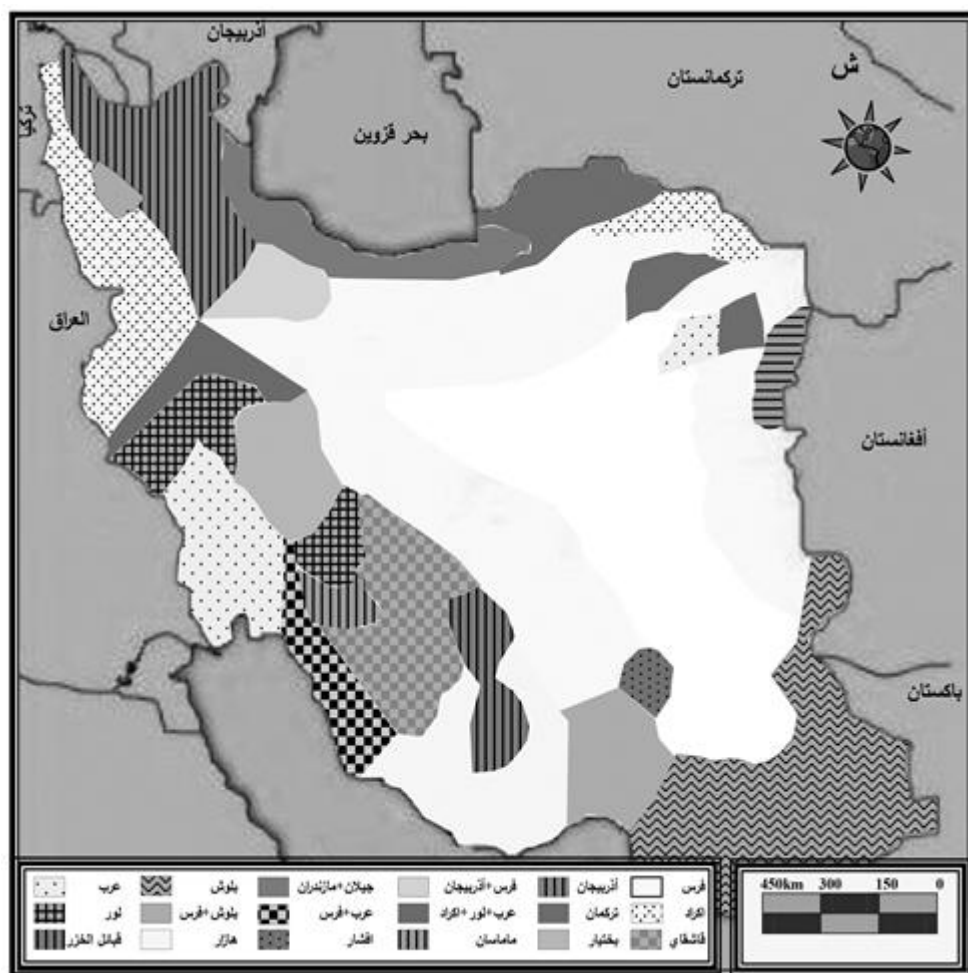 أذربيجان
تركمانستان
ش
تركيا
بحر قزوين
العراق
أفغانستان
باكستان
فرس
أذربيجان
فرس+أذربيجان
جيلان+مازندران
بلوش
عرب
اكراد
تركمان
عرب+لور+اكراد
عرب+فرس
بلوش+فرس
لور
قاشقاي
بختيار
ماماسان
افشار
هازار
قبائل الخزر
450km 300 150 0